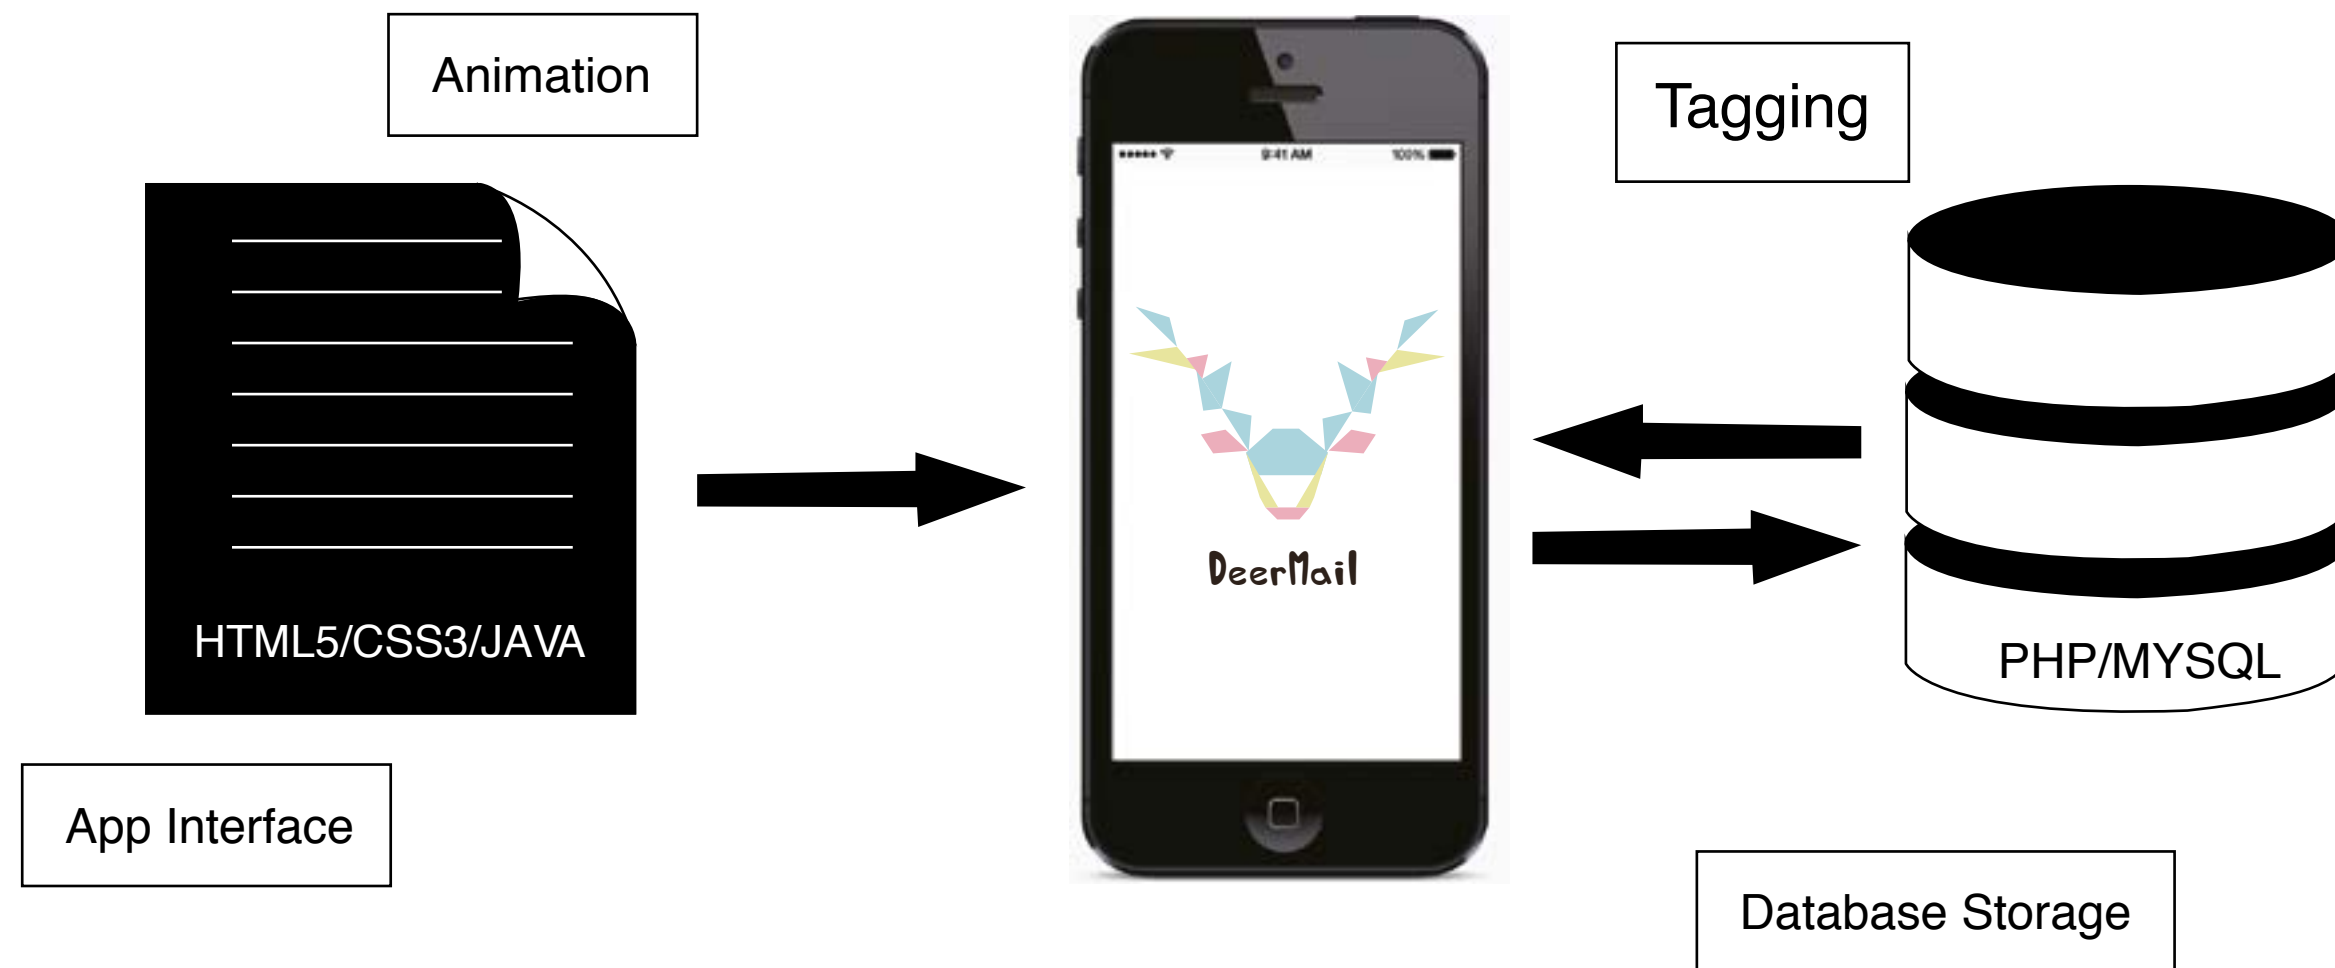 Animation
Tagging
9:41 AM
100%
DeerMail
HTML5/CSS3/JAVA
PHP/MYSQL
App Interface
Database Storage